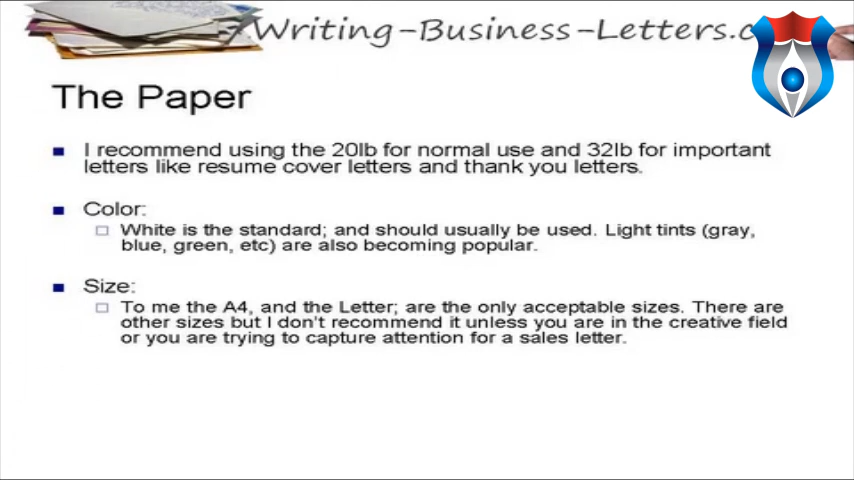 Writing-Business-Letters.c
The Paper
I recommend using the 20lb for normal use and 32lb for important
letters like resume cover letters and thank you letters.
Color:
White is the standard; and should usually be used. Light tints (gray,
blue, green, etc) are also becoming popular.
Size:
To me the A4, and the Letter; are the only acceptable sizes. There are
other sizes but I don't recommend it unless you are in the creative field
or you are trying to capture attention for a sales letter.